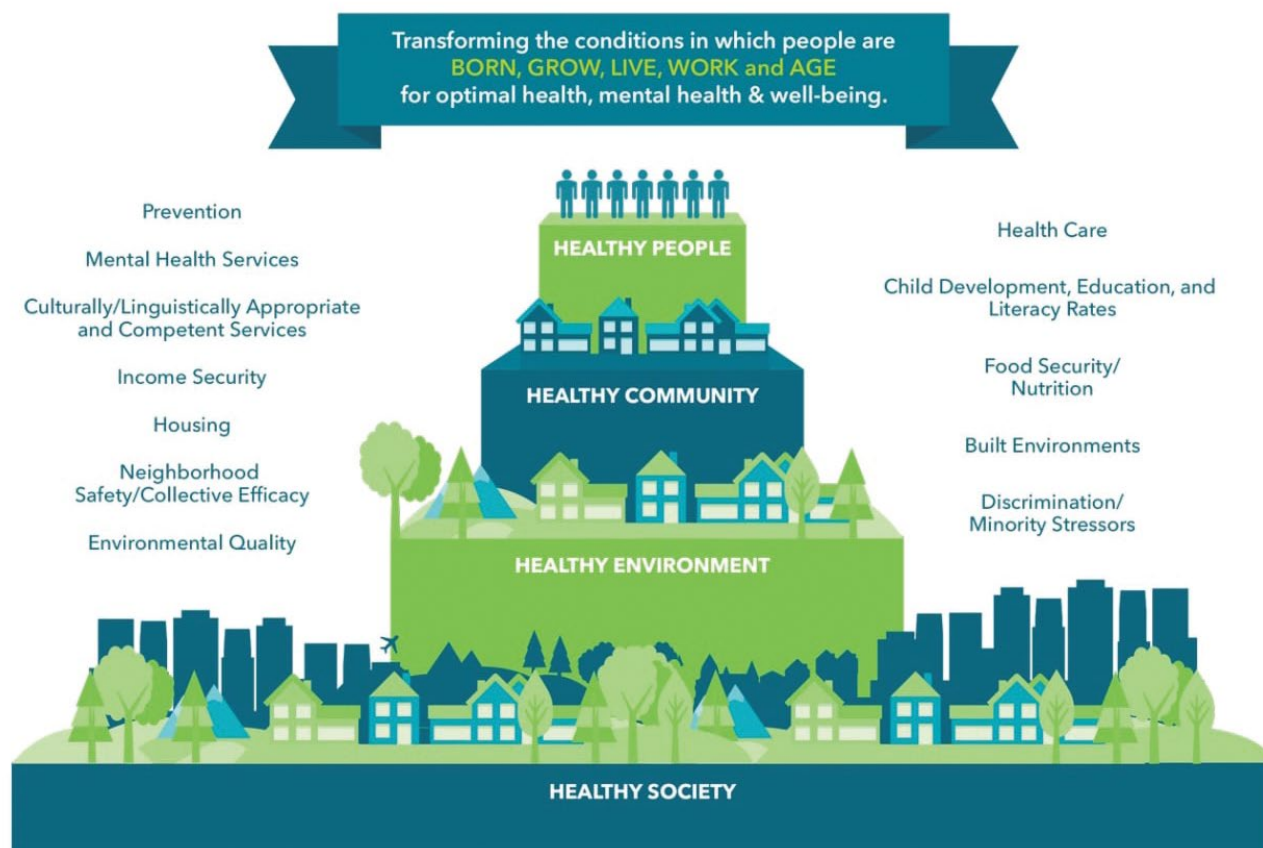 Transforming the conditions in which people are
BORN, GROW, LIVE, WORK and AGE
for optimal health, mental health & well-being.
Prevention
Mental Health Services
Culturally/Linguistically Appropriate
and Competent Services
Income Security
Housing
Neighborhood
Safety/Collective Efficacy
Environmental Quality
HEALTHY PEOPLE
HEALTHY COMMUNITY
HEALTHY ENVIRONMENT
HEALTHY SOCIETY
Health Care
Child Development, Education, and
Literacy Rates
Food Security/
Nutrition
Built Environments
Discrimination/
Minority Stressors